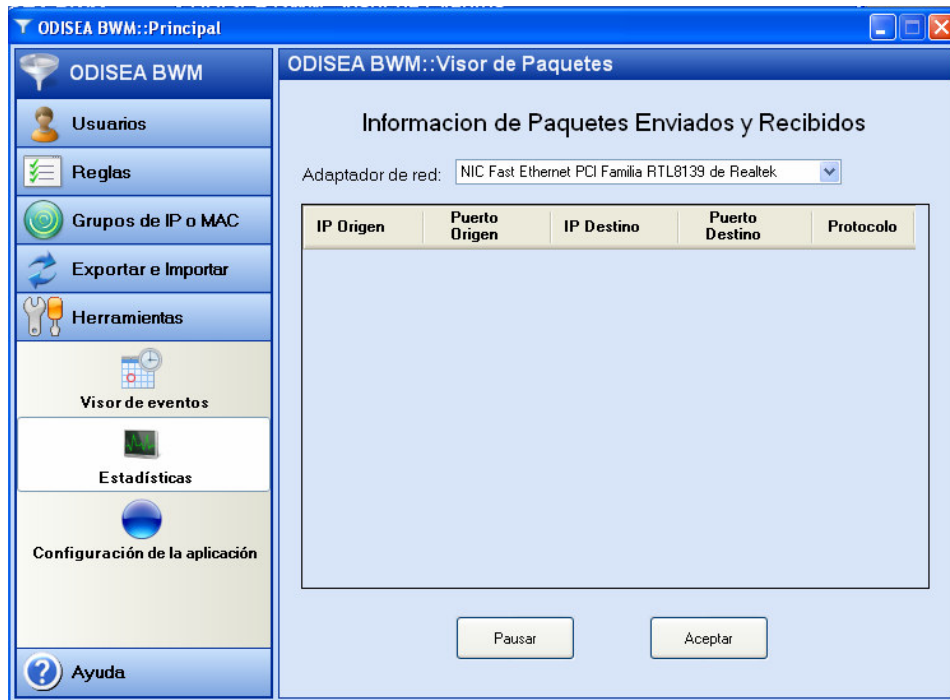 ODISEA BWM::Principal
ODISEA BWM
Usuarios
Reglas
Grupos de IP o MAC
Exportar e Importar
Herramientas
Visor de eventos
Estadísticas
Configuración de la aplicación
Ayuda
ODISEA BWM::Visor de Paquetes
Informacion de Paquetes Enviados y Recibidos
Adaptador de red: NIC Fast Ethernet PCI Familia RTL8139 de Realtek
IP Origen Puerto Origen IP Destino Puerto Destino Protocolo
Pausar Aceptar